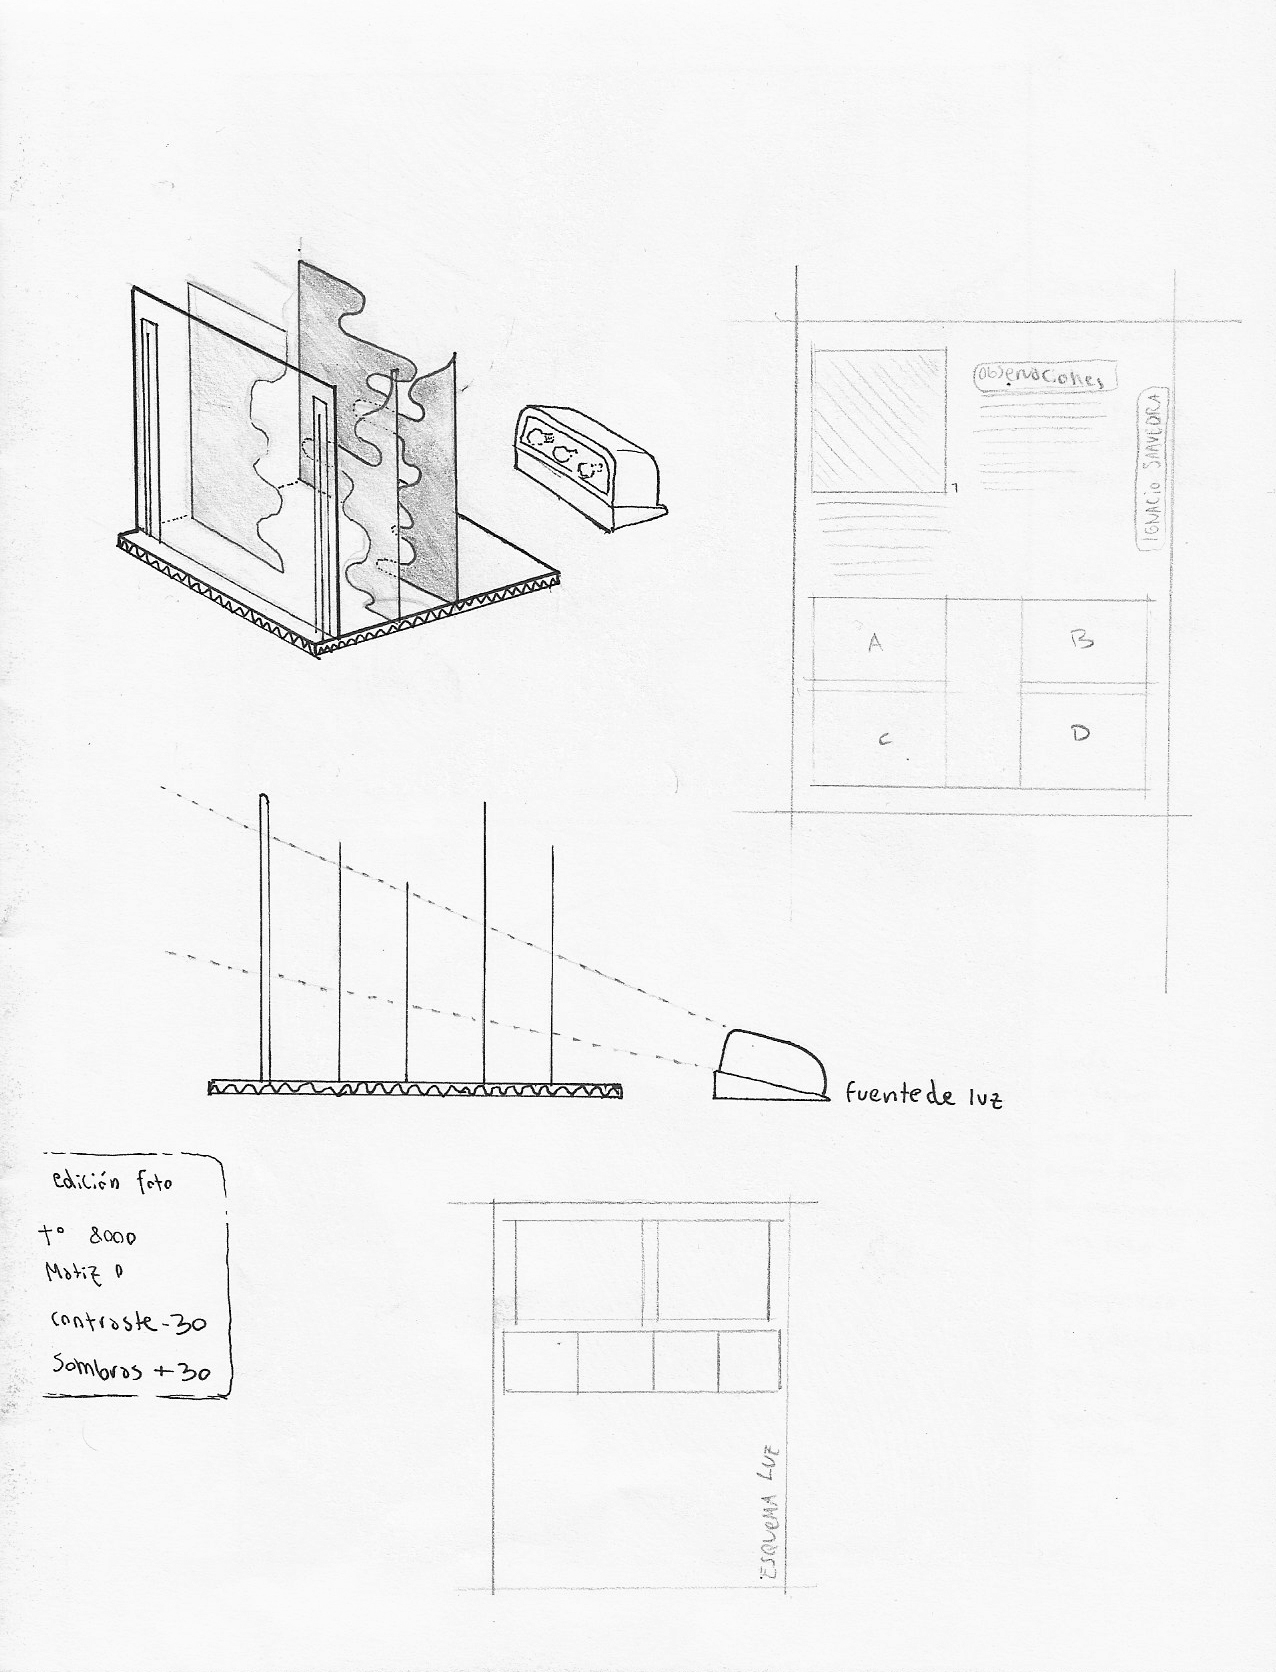 Observaciones
IGNACIO SAAVEDRA
A
B
C
D
fuente de luz
edición foto
t° 8000
Matiz 0
contraste -30
Sombras +30
ESQUEMA LUZ